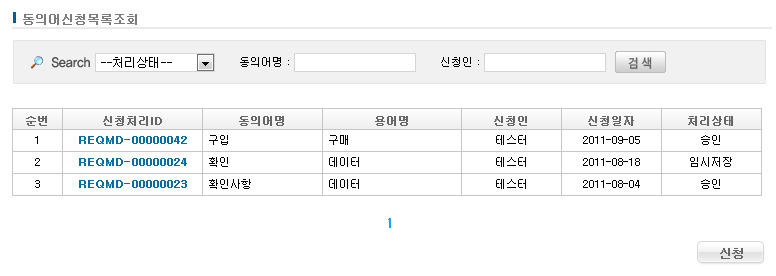 동의어신청목록조회
Search --처리상태-- 동의어명 : 신청인 : 검색
순번 신청처리ID 동의어명 용어명 신청인 신청일자 처리상태
1 REQMD-00000042 구입 구매 테스터 2011-09-05 승인
2 REQMD-00000024 확인 데이터 테스터 2011-08-18 임시저장
3 REQMD-00000023 확인사항 데이터 테스터 2011-08-04 승인
1
신청